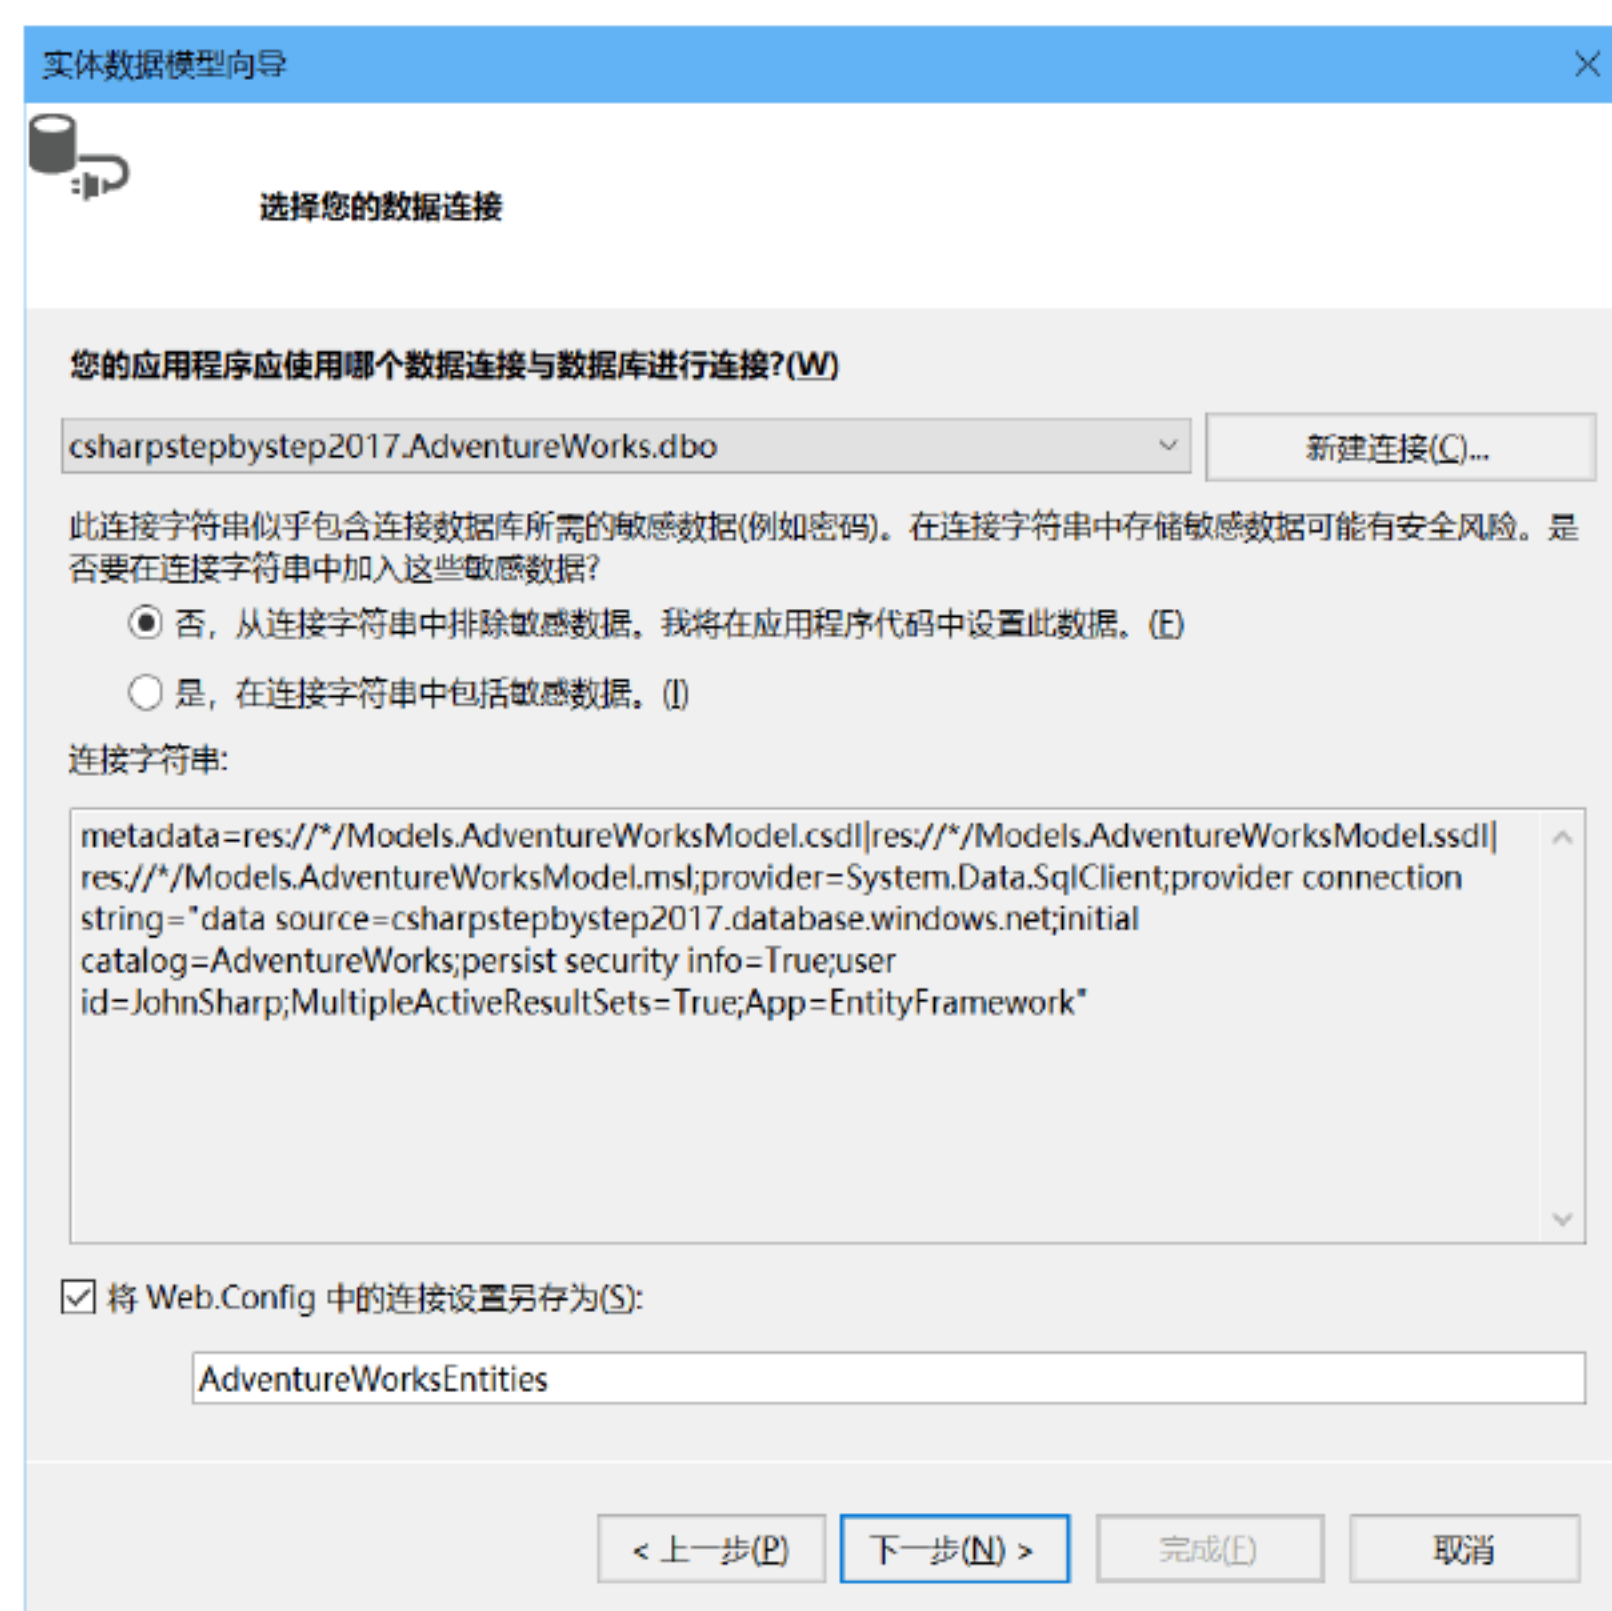 实体数据模型向导
选择您的数据连接
您的应用程序应使用哪个数据连接与数据库进行连接?(W)
csharpstepbystep2017.AdventureWorks.dbo
新建连接(C)...
此连接字符串似乎包含连接数据库所需的敏感数据(例如密码)。在连接字符串中存储敏感数据可能有安全风险。是
否要在连接字符串中加入这些敏感数据?
否，从连接字符串中排除敏感数据。我将在应用程序代码中设置此数据。(E)
是，在连接字符串中包括敏感数据。(I)
连接字符串:
metadata=res://*/Models.AdventureWorksModel.csdl|res://*/Models.AdventureWorksModel.ssdl|
res://*/Models.AdventureWorksModel.msl;provider=System.Data.SqlClient;provider connection
string="data source=csharpstepbystep2017.database.windows.net;initial
catalog=AdventureWorks;persist security info=True;user
id=JohnSharp;MultipleActiveResultSets=True;App=EntityFramework"
将 Web.Config 中的连接设置另存为(S):
AdventureWorksEntities
< 上一步(P)
下一步(N) >
完成(F)
取消